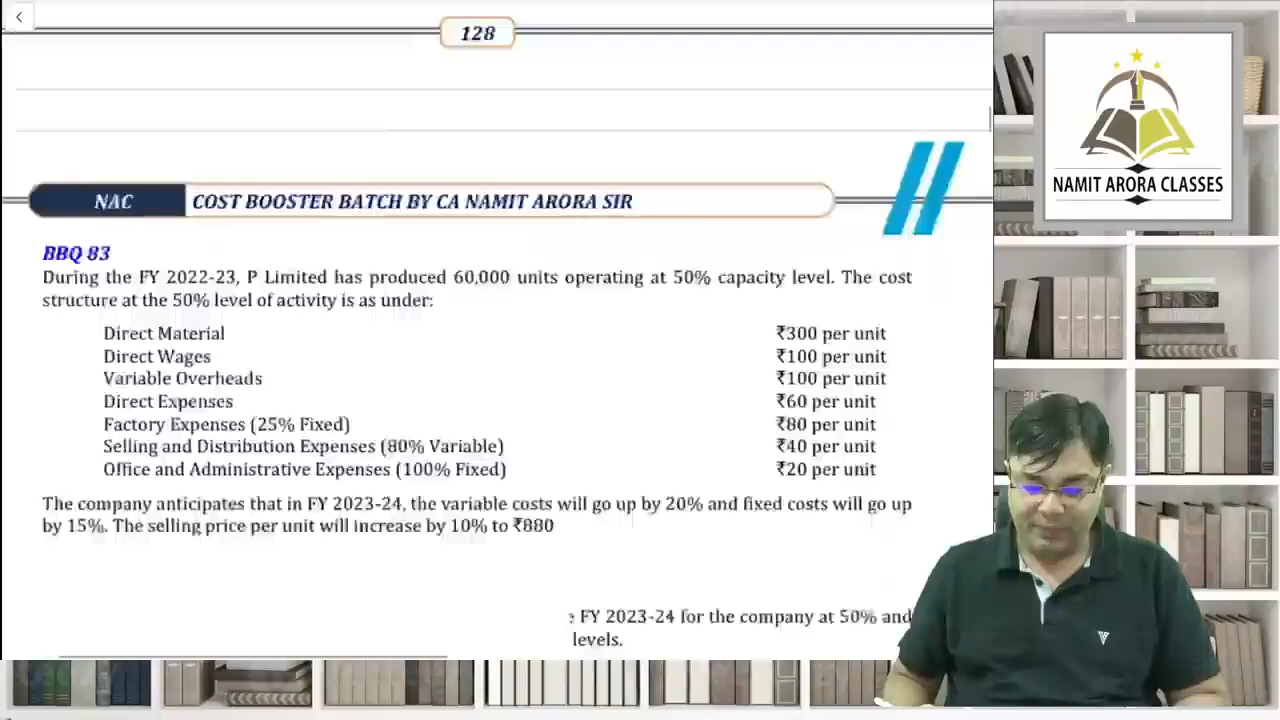 128
NAMIT ARORA CLASSES
NAC COST BOOSTER BATCH BY CA NAMIT ARORA SIR
BBQ 83
During the FY 2022-23, P Limited has produced 60,000 units operating at 50% capacity level. The cost
structure at the 50% level of activity is as under:
Direct Material ₹300 per unit
Direct Wages ₹100 per unit
Variable Overheads ₹100 per unit
Direct Expenses ₹60 per unit
Factory Expenses (25% Fixed) ₹80 per unit
Selling and Distribution Expenses (80% Variable) ₹40 per unit
Office and Administrative Expenses (100% Fixed) ₹20 per unit
The company anticipates that in FY 2023-24, the variable costs will go up by 20% and fixed costs will go up
by 15%. The selling price per unit will increase by 10% to ₹880
FY 2023-24 for the company at 50% and
levels.